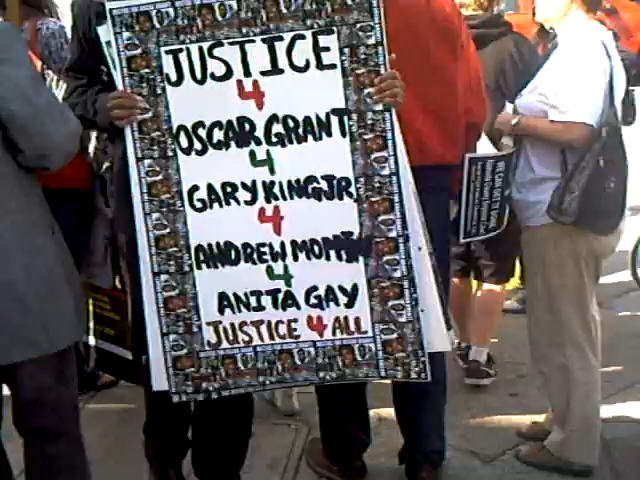 JUSTICE
4
OSCAR GRANT
4
GARY KING JR.
4
ANDREW MOPPIN
4
ANITA GAY
JUSTICE 4 ALL